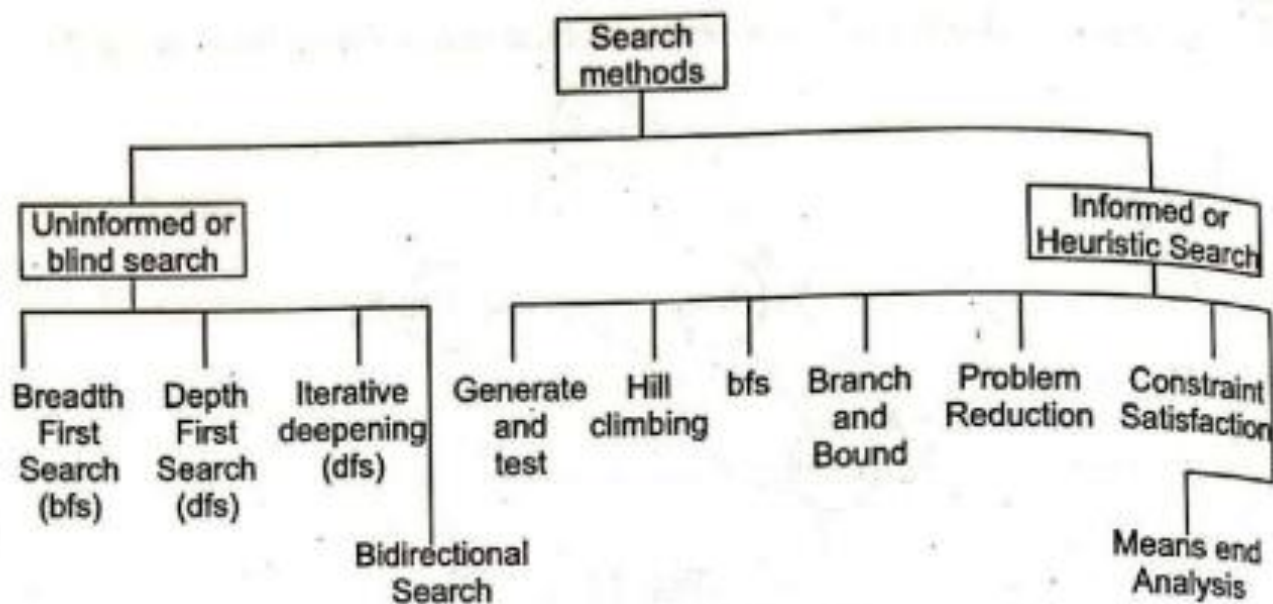 Search
methods
Uninformed or
blind search
Informed or
Heuristic Search
Breadth
First
Search
(bfs)
Depth
First
Search
(dfs)
Iterative
deepening
(dfs)
Bidirectional
Search
Generate
and
test
Hill
climbing
bfs
Branch
and
Bound
Problem
Reduction
Constraint
Satisfaction
Means end
Analysis